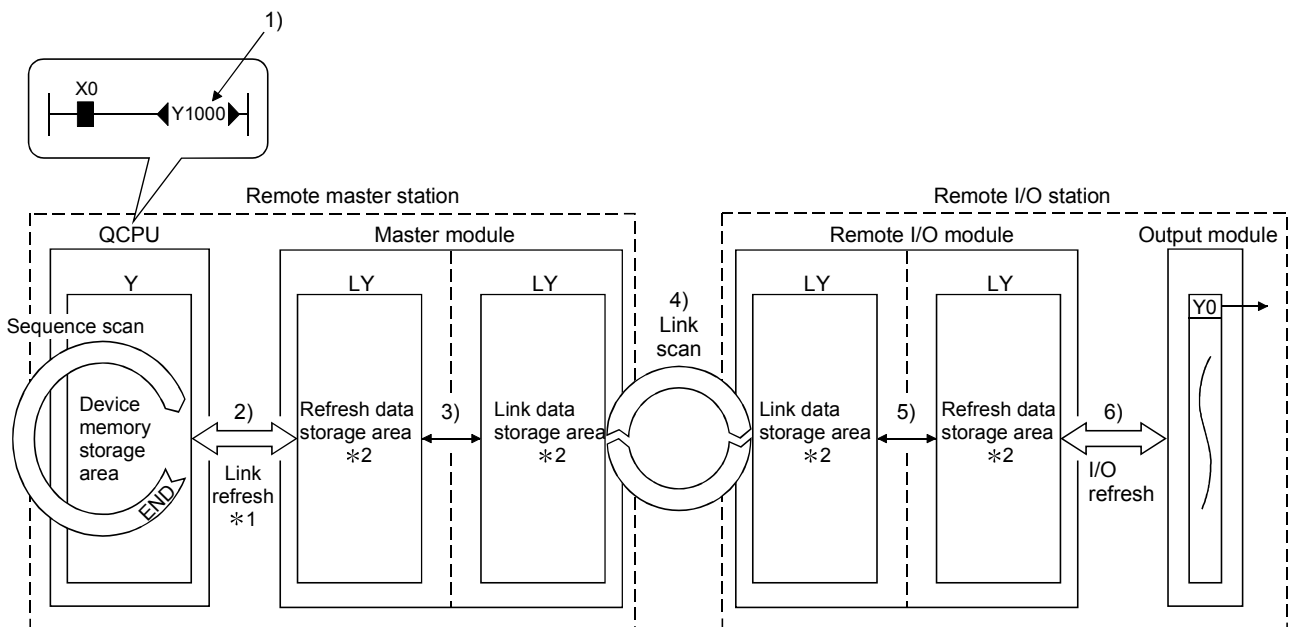 1)
X0
Y1000
Remote master station
Remote I/O station
QCPU
Master module
Remote I/O module
Output module
Y
LY
LY
LY
LY
Y0
4)
Link
scan
Sequence scan
Device
memory
storage
area
END
2)
Link
refresh
*1
Refresh data
storage area
*2
3)
Link data
storage area
*2
Link data
storage area
*2
5)
Refresh data
storage area
*2
6)
I/O
refresh